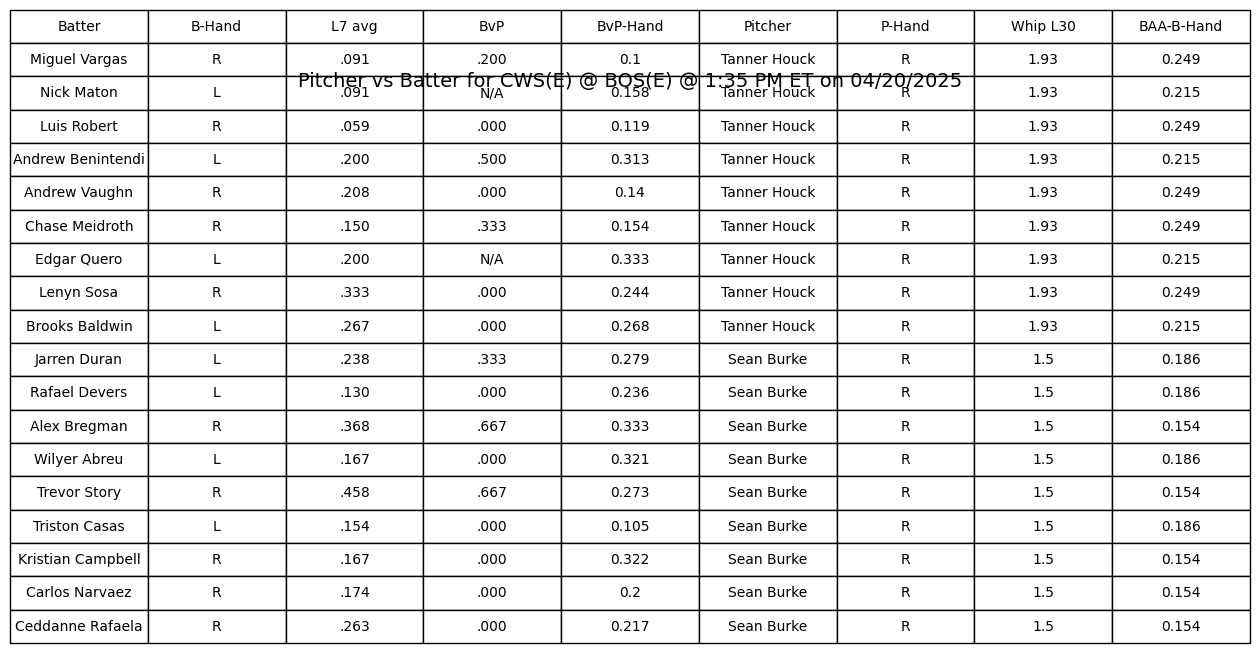 Batter B-Hand L7 avg BvP BvP-Hand Pitcher P-Hand Whip L30 BAA-B-Hand
Miguel Vargas R .091 .200 0.1 Tanner Houck R 1.93 0.249
Pitcher vs Batter for CWS(E) @ BOS(E) @ 1:35 PM ET on 04/20/2025
Nick Maton L .091 N/A 0.158 Tanner Houck R 1.93 0.215
Luis Robert R .059 .000 0.119 Tanner Houck R 1.93 0.249
Andrew Benintendi L .200 .500 0.313 Tanner Houck R 1.93 0.215
Andrew Vaughn R .208 .000 0.14 Tanner Houck R 1.93 0.249
Chase Meidroth R .150 .333 0.154 Tanner Houck R 1.93 0.249
Edgar Quero L .200 N/A 0.333 Tanner Houck R 1.93 0.215
Lenyn Sosa R .333 .000 0.244 Tanner Houck R 1.93 0.249
Brooks Baldwin L .267 .000 0.268 Tanner Houck R 1.93 0.215
Jarren Duran L .238 .333 0.279 Sean Burke R 1.5 0.186
Rafael Devers L .130 .000 0.236 Sean Burke R 1.5 0.186
Alex Bregman R .368 .667 0.333 Sean Burke R 1.5 0.154
Wilyer Abreu L .167 .000 0.321 Sean Burke R 1.5 0.186
Trevor Story R .458 .667 0.273 Sean Burke R 1.5 0.154
Triston Casas L .154 .000 0.105 Sean Burke R 1.5 0.186
Kristian Campbell R .167 .000 0.322 Sean Burke R 1.5 0.154
Carlos Narvaez R .174 .000 0.2 Sean Burke R 1.5 0.154
Ceddanne Rafaela R .263 .000 0.217 Sean Burke R 1.5 0.154